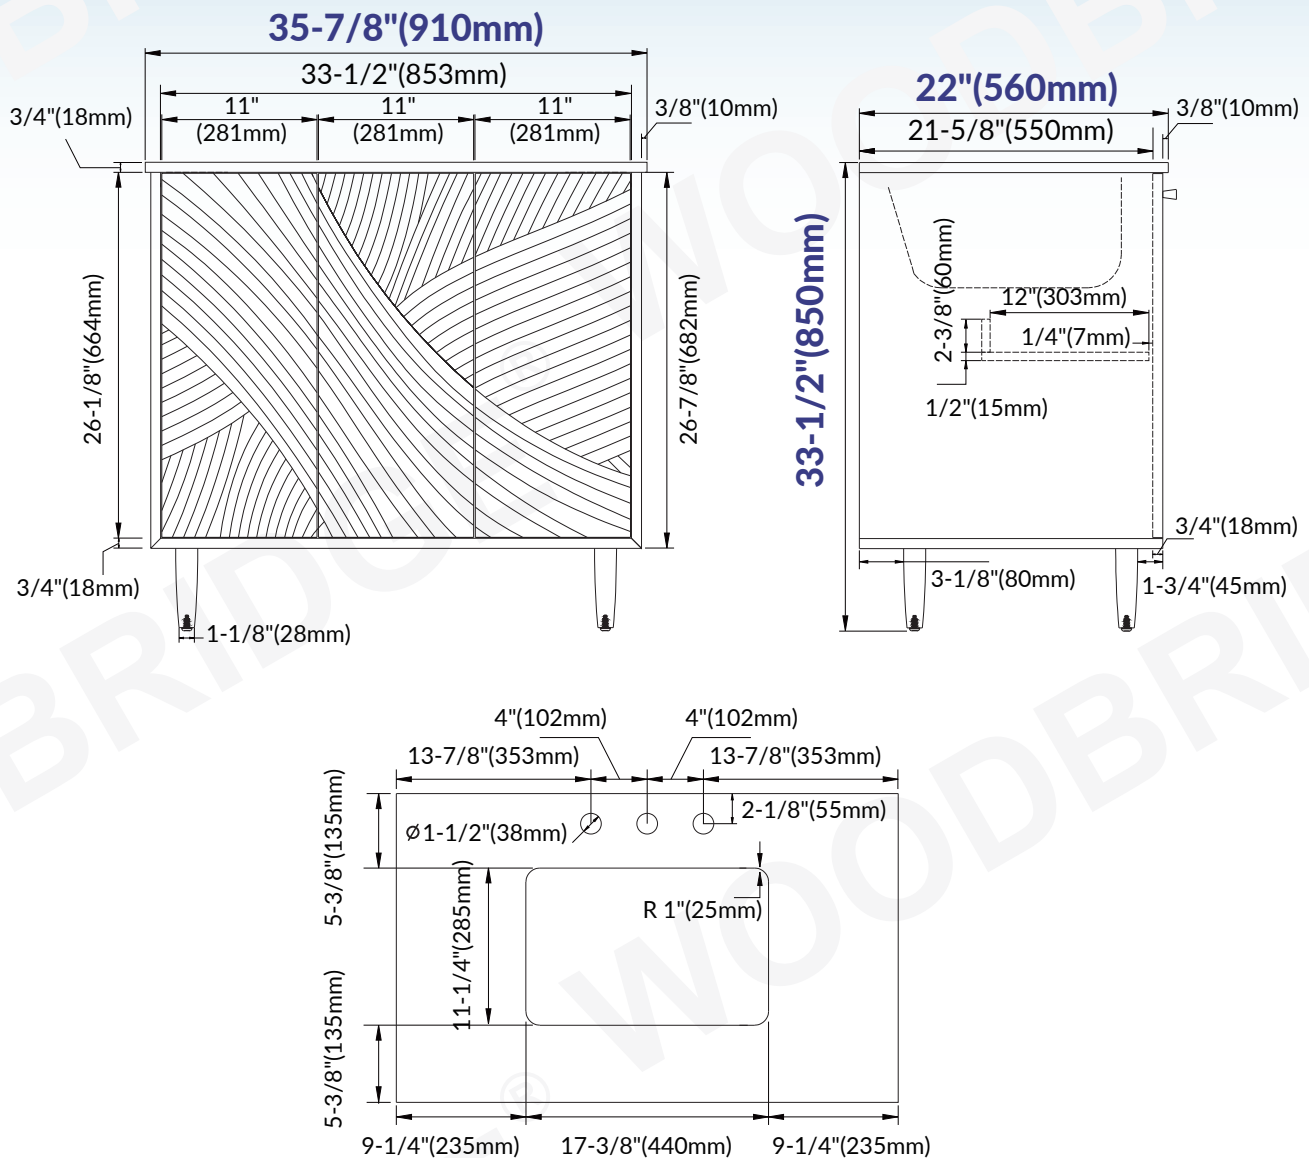 35-7/8"(910mm)
33-1/2"(853mm)
11"
(281mm)
11"
(281mm)
11"
(281mm)
3/4"(18mm)
3/8"(10mm)
26-1/8"(664mm)
26-7/8"(682mm)
3/4"(18mm)
1-1/8"(28mm)
22"(560mm)
21-5/8"(550mm)
3/8"(10mm)
33-1/2"(850mm)
2-3/8"(60mm)
12"(303mm)
1/4"(7mm)
1/2"(15mm)
3/4"(18mm)
3-1/8"(80mm)
1-3/4"(45mm)
4"(102mm)
4"(102mm)
13-7/8"(353mm)
13-7/8"(353mm)
5-3/8"(135mm)
2-1/8"(55mm)
⌀1-1/2"(38mm)
11-1/4"(285mm)
R 1"(25mm)
5-3/8"(135mm)
9-1/4"(235mm)
17-3/8"(440mm)
9-1/4"(235mm)
WOODBRIDGE®